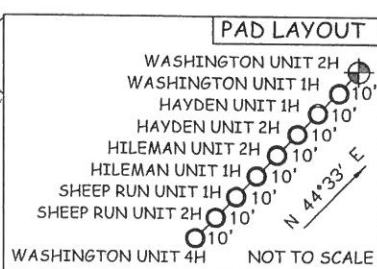 PAD LAYOUT
WASHINGTON UNIT 2H
WASHINGTON UNIT 1H
10'
HAYDEN UNIT 1H
10'
HAYDEN UNIT 2H
10'
HILEMAN UNIT 2H
10'
HILEMAN UNIT 1H
10'
SHEEP RUN UNIT 1H
10'
SHEEP RUN UNIT 2H
10'
WASHINGTON UNIT 4H
10'
N 44°33' E
NOT TO SCALE